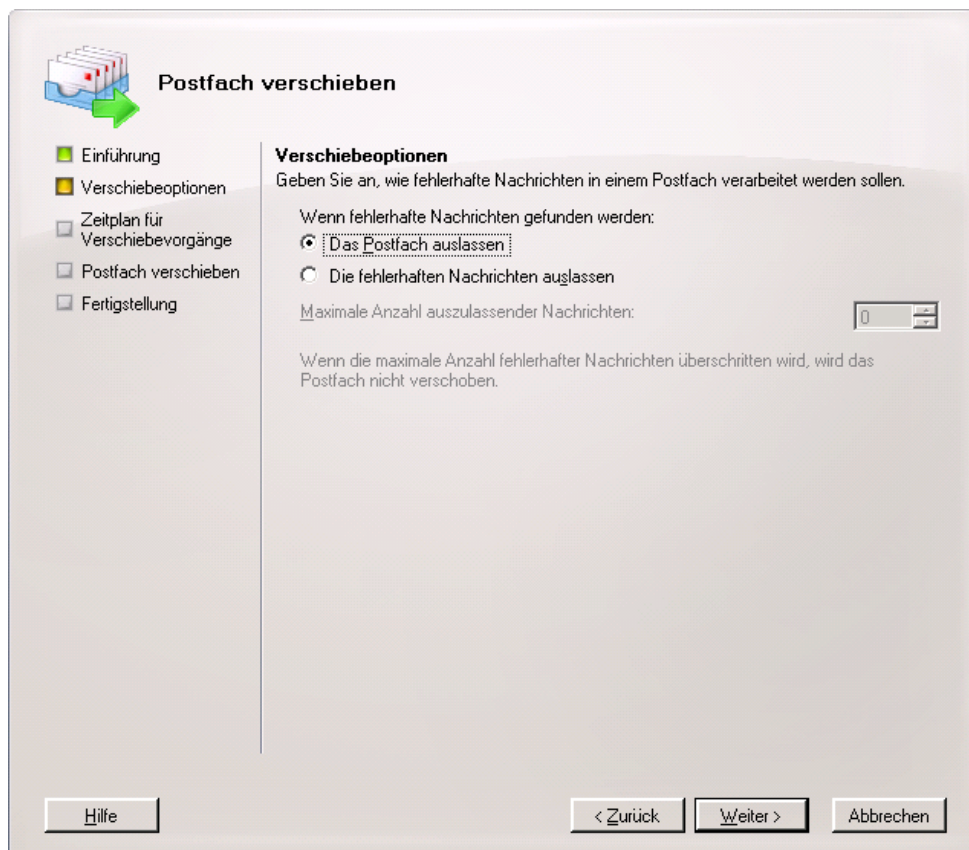 Postfach verschieben
Einführung
Verschiebeoptionen
Zeitplan für
Verschiebevorgänge
Postfach verschieben
Fertigstellung
Verschiebeoptionen
Geben Sie an, wie fehlerhafte Nachrichten in einem Postfach verarbeitet werden sollen.
Wenn fehlerhafte Nachrichten gefunden werden:
Das Postfach auslassen
Die fehlerhaften Nachrichten auslassen
Maximale Anzahl auszulassender Nachrichten:
0
Wenn die maximale Anzahl fehlerhafter Nachrichten überschritten wird, wird das
Postfach nicht verschoben.
Hilfe
< Zurück
Weiter >
Abbrechen